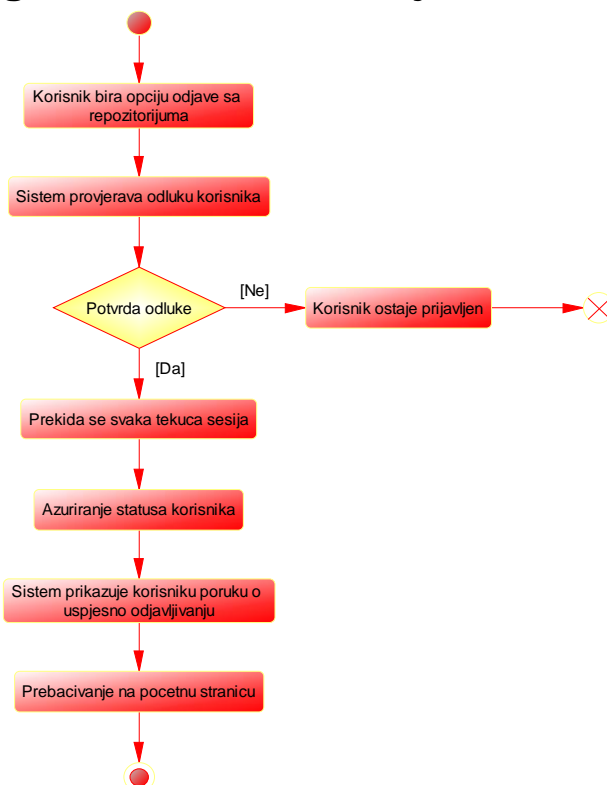 Korisnik bira opciju odjave sa
repozitorijuma
Sistem provjerava odluku korisnika
Potvrda odluke
[Ne]
Korisnik ostaje prijavljen
[Da]
Prekida se svaka tekuca sesija
Azuriranje statusa korisnika
Sistem prikazuje korisniku poruku o
uspjesno odjavljivanju
Prebacivanje na pocetnu stranicu